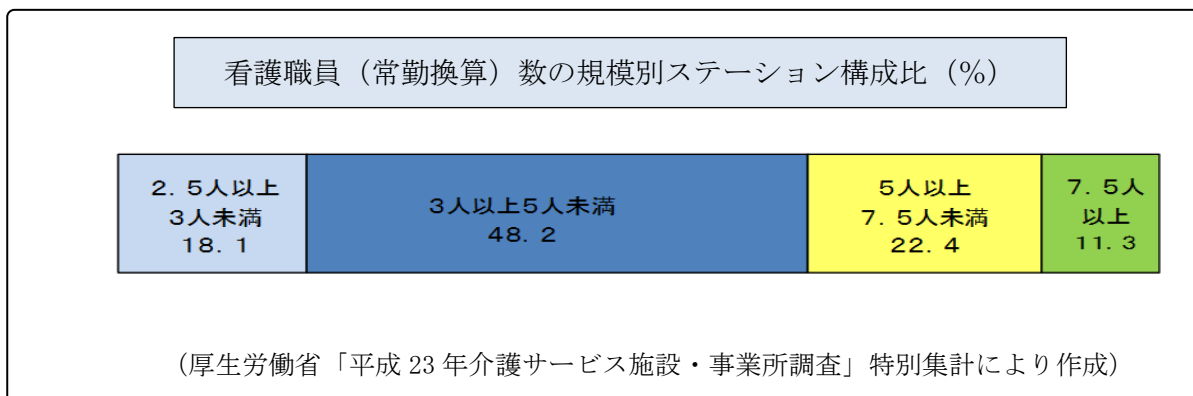 看護職員（常勤換算）数の規模別ステーション構成比（％）
２．５人以上
３人未満
１８．１
３人以上５人未満
４８．２
５人以上
７．５人未満
２２．４
７．５人
以上
１１．３
（厚生労働省「平成 23 年介護サービス施設・事業所調査」特別集計により作成）